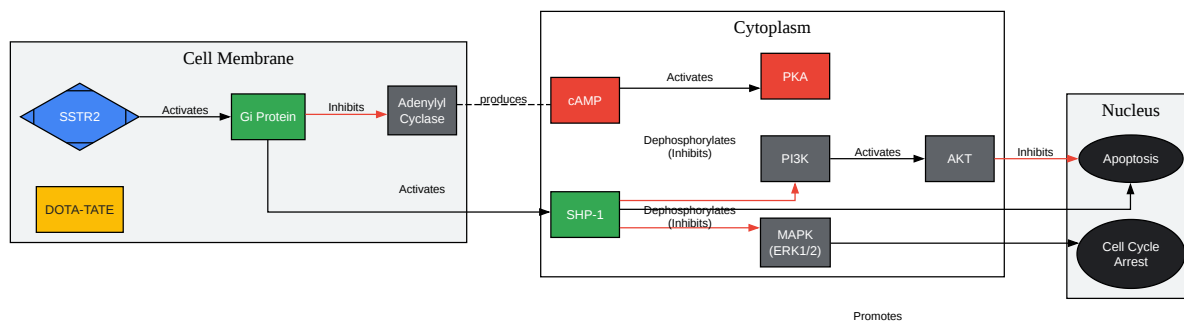 Cell Membrane
SSTR2
Activates
Gi Protein
Inhibits
Adenylyl
Cyclase
DOTA-TATE
Activates
produces
Cytoplasm
cAMP
Activates
PKA
Dephosphorylates
(Inhibits)
PI3K
Activates
AKT
Inhibits
SHP-1
Dephosphorylates
(Inhibits)
MAPK
(ERK1/2)
Nucleus
Apoptosis
Cell Cycle
Arrest
Promotes